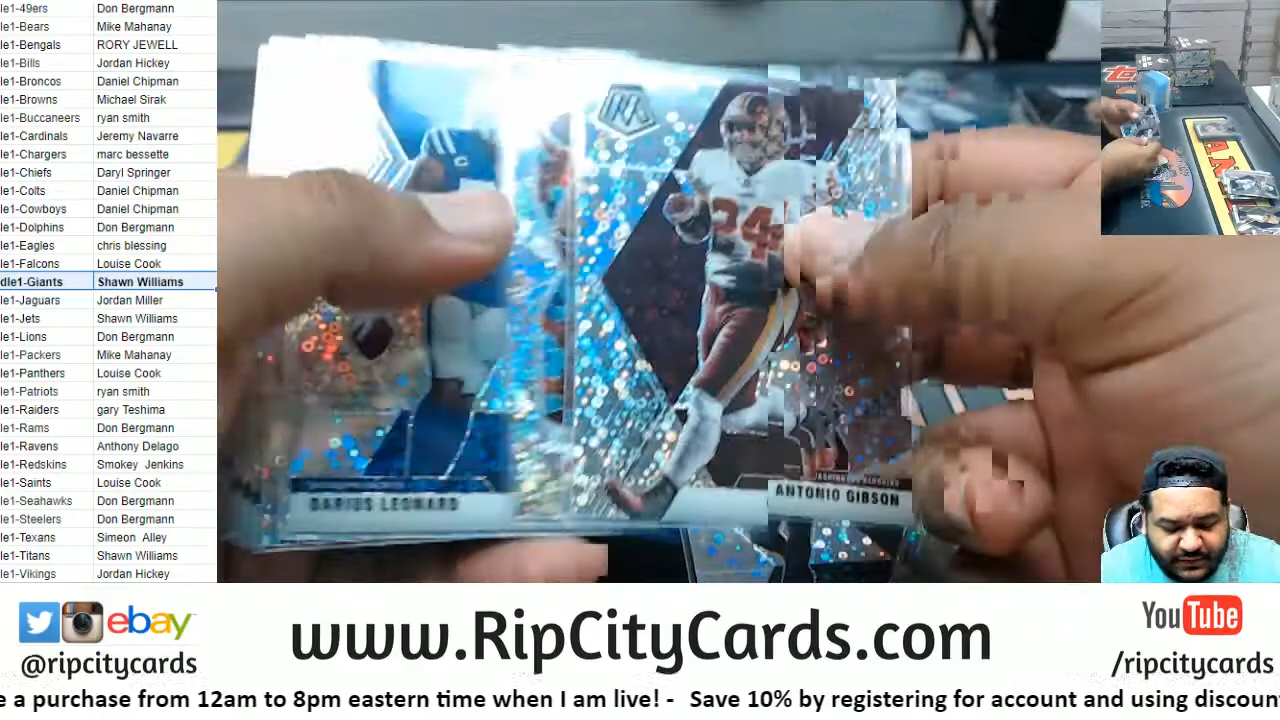 le1-49ers Don Bergmann
le1-Bears Mike Mahanay
le1-Bengals RORY JEWELL
le1-Bills Jordan Hickey
le1-Broncos Daniel Chipman
le1-Browns Michael Sirak
le1-Buccaneers ryan smith
le1-Cardinals Jeremy Navarre
le1-Chargers marc bessette
le1-Chiefs Daryl Springer
le1-Colts Daniel Chipman
le1-Cowboys Daniel Chipman
le1-Dolphins Don Bergmann
le1-Eagles chris blessing
le1-Falcons Louise Cook
dle1-Giants Shawn Williams
le1-Jaguars Jordan Miller
le1-Jets Shawn Williams
le1-Lions Don Bergmann
le1-Packers Mike Mahanay
le1-Panthers Louise Cook
le1-Patriots ryan smith
le1-Raiders gary Teshima
le1-Rams Don Bergmann
le1-Ravens Anthony Delago
le1-Redskins Smokey Jenkins
le1-Saints Louise Cook
le1-Seahawks Don Bergmann
le1-Steelers Don Bergmann
le1-Texans Simeon Alley
le1-Titans Shawn Williams
le1-Vikings Jordan Hickey
24
DARIUS LEONARD
ANTONIO GIBSON
ebay
@ripcitycards
www.RipCityCards.com
YouTube
/ripcitycards
e a purchase from 12am to 8pm eastern time when I am live! - Save 10% by registering for account and using discoun